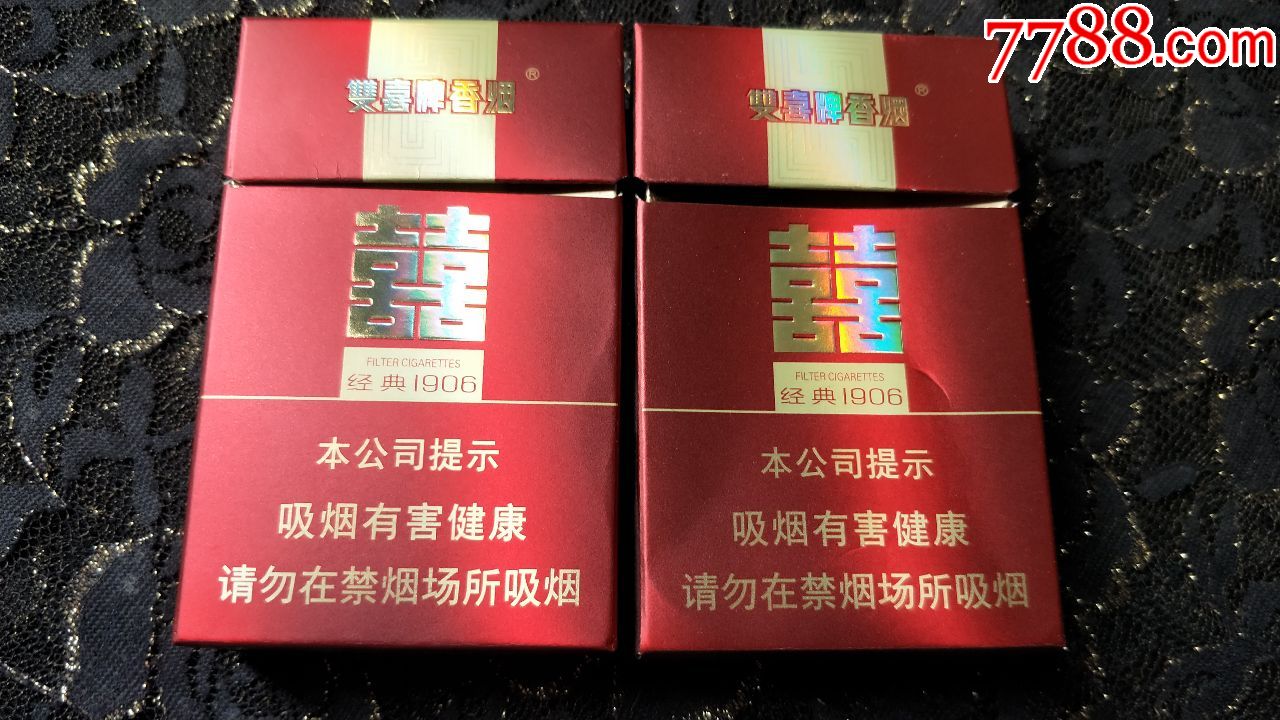 7788.com
雙喜牌香烟®
囍
FILTER CIGARETTES
经典1906
本公司提示
吸烟有害健康
请勿在禁烟场所吸烟
雙喜牌香烟®
囍
FILTER CIGARETTES
经典1906
本公司提示
吸烟有害健康
请勿在禁烟场所吸烟